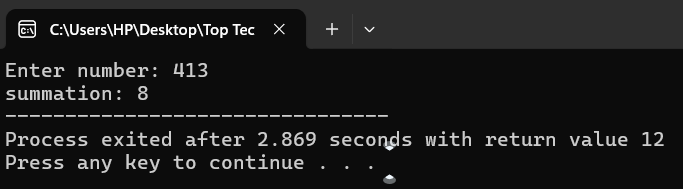 C:\Users\HP\Desktop\Top Tec
Enter number: 413
summation: 8
--------------------------------
Process exited after 2.869 seconds with return value 12
Press any key to continue . . .